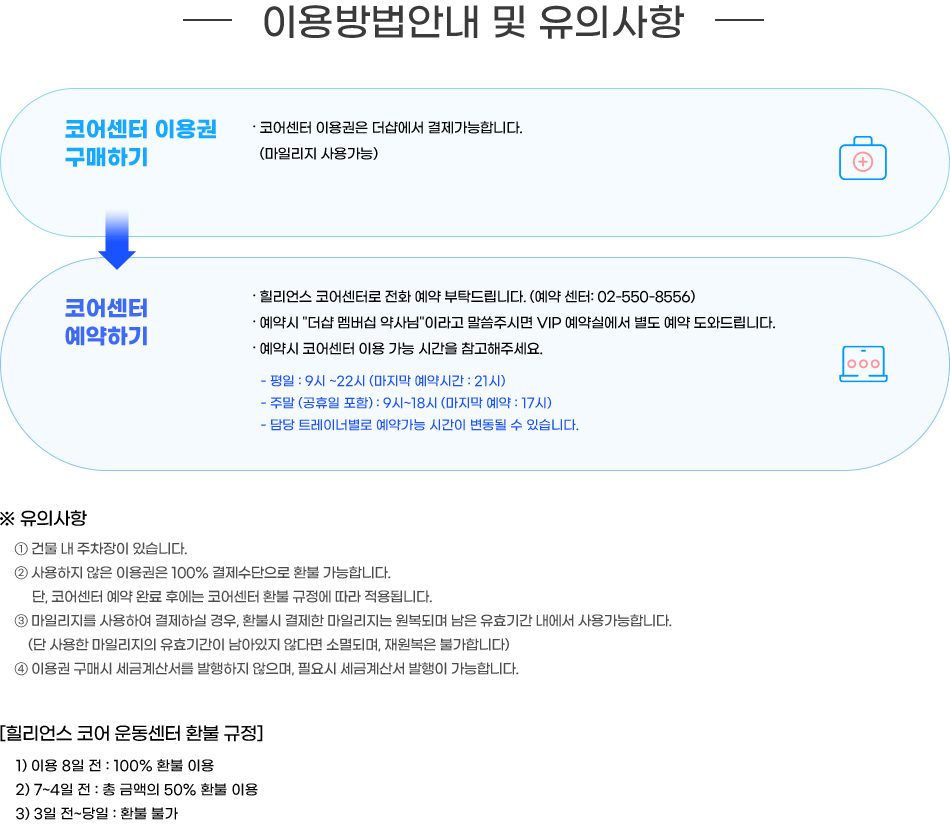 이용방법안내 및 유의사항
코어센터 이용권
구매하기
· 코어센터 이용권은 더샵에서 결제가능합니다.
(마일리지 사용가능)
코어센터
예약하기
· 힐리언스 코어센터로 전화 예약 부탁드립니다. (예약 센터: 02-550-8556)
· 예약시 "더샵 멤버십 약사님"이라고 말씀주시면 VIP 예약실에서 별도 예약 도와드립니다.
· 예약시 코어센터 이용 가능 시간을 참고해주세요.
- 평일 : 9시 ~22시 (마지막 예약시간 : 21시)
- 주말 (공휴일 포함) : 9시~18시 (마지막 예약 : 17시)
- 담당 트레이너별로 예약가능 시간이 변동될 수 있습니다.
※ 유의사항
① 건물 내 주차장이 있습니다.
② 사용하지 않은 이용권은 100% 결제수단으로 환불 가능합니다.
단, 코어센터 예약 완료 후에는 코어센터 환불 규정에 따라 적용됩니다.
③ 마일리지를 사용하여 결제하실 경우, 환불시 결제한 마일리지는 원복되며 남은 유효기간 내에서 사용가능합니다.
(단 사용한 마일리지의 유효기간이 남아있지 않다면 소멸되며, 재원복은 불가합니다)
④ 이용권 구매시 세금계산서를 발행하지 않으며, 필요시 세금계산서 발행이 가능합니다.
[힐리언스 코어 운동센터 환불 규정]
1) 이용 8일 전 : 100% 환불 이용
2) 7~4일 전 : 총 금액의 50% 환불 이용
3) 3일 전~당일 : 환불 불가